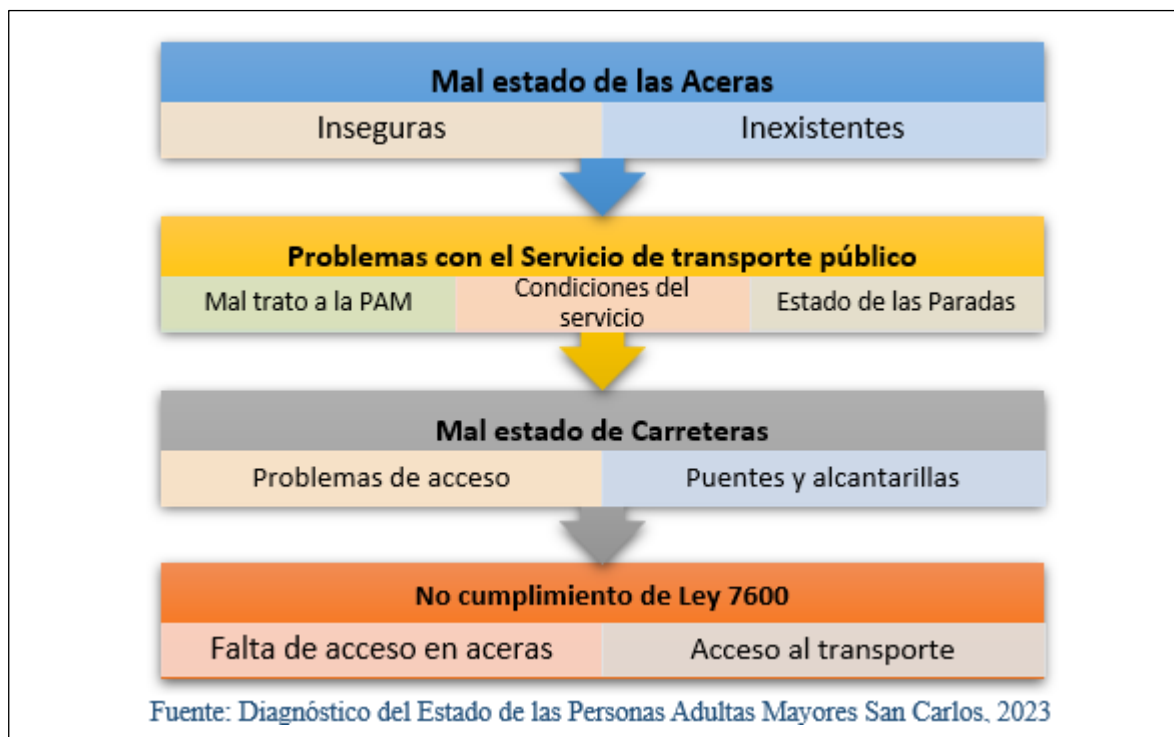 Mal estado de las Aceras
Inseguras
Inexistentes
Problemas con el Servicio de transporte público
Mal trato a la PAM
Condiciones del
servicio
Estado de las Paradas
Mal estado de Carreteras
Problemas de acceso
Puentes y alcantarillas
No cumplimiento de Ley 7600
Falta de acceso en aceras
Acceso al transporte
Fuente: Diagnóstico del Estado de las Personas Adultas Mayores San Carlos, 2023